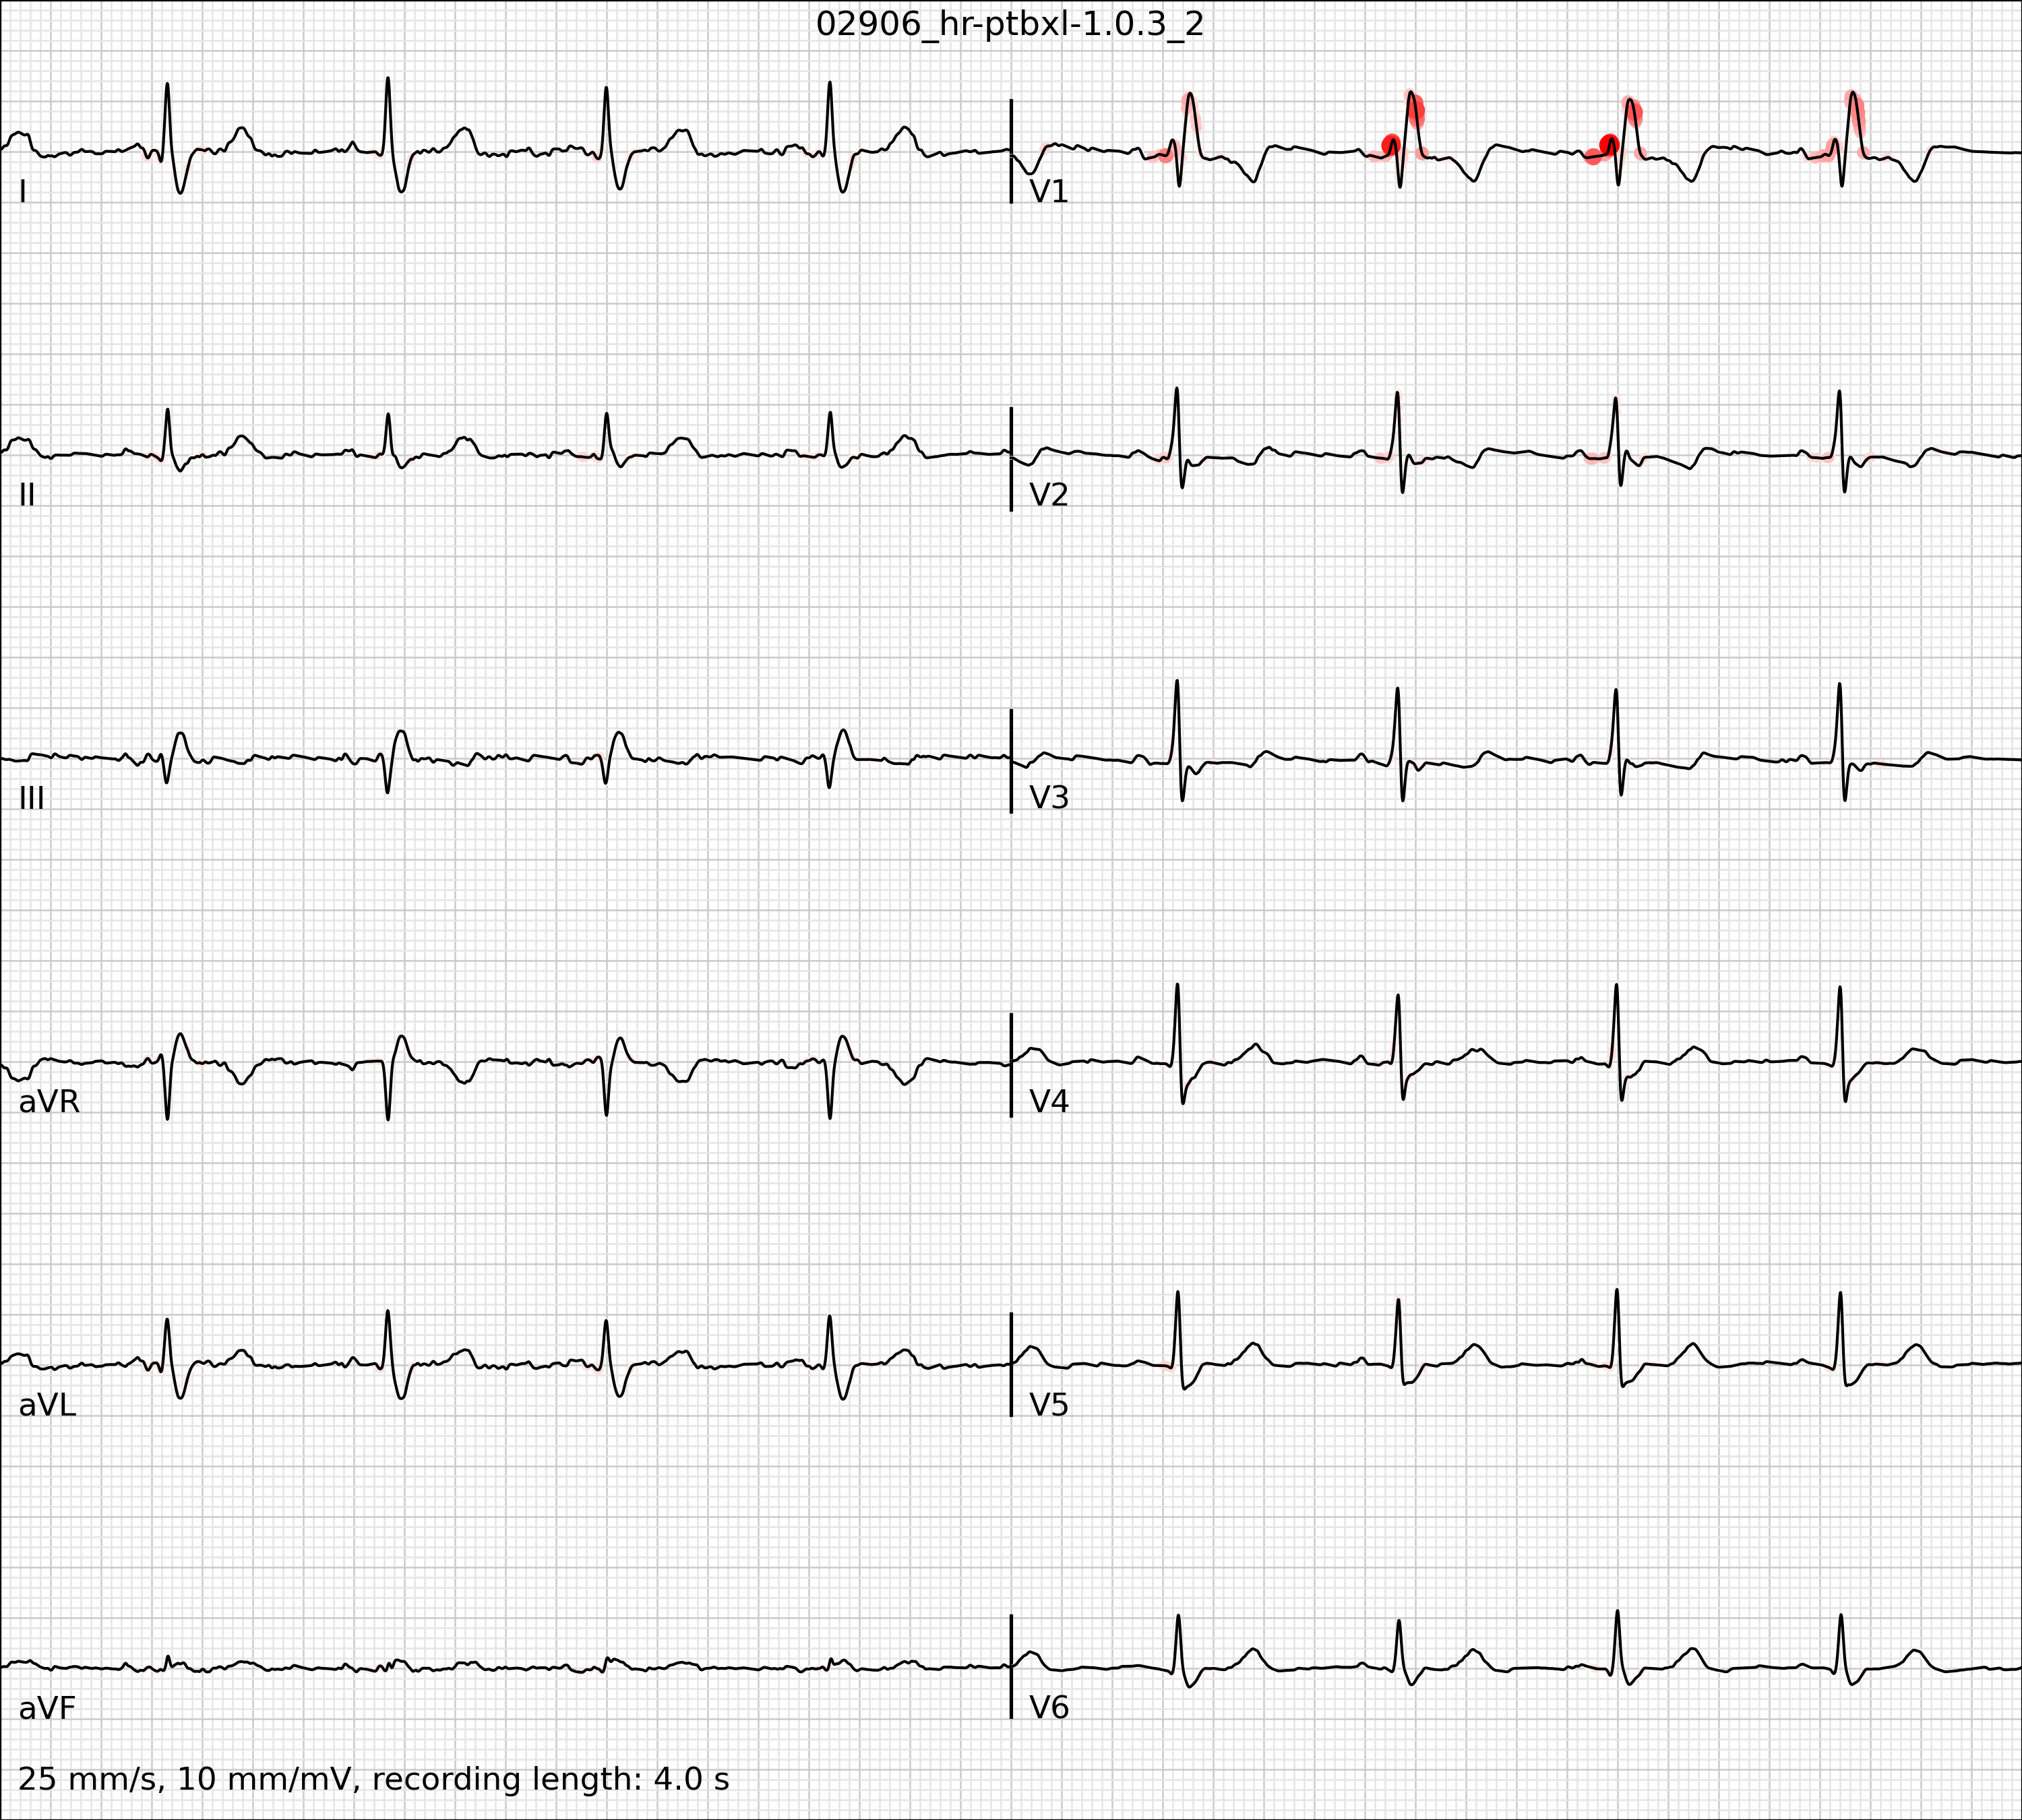 02906_hr-ptbxl-1.0.3_2
I
V1
II
V2
III
V3
aVR
V4
aVL
V5
aVF
V6
25 mm/s, 10 mm/mV, recording length: 4.0 s